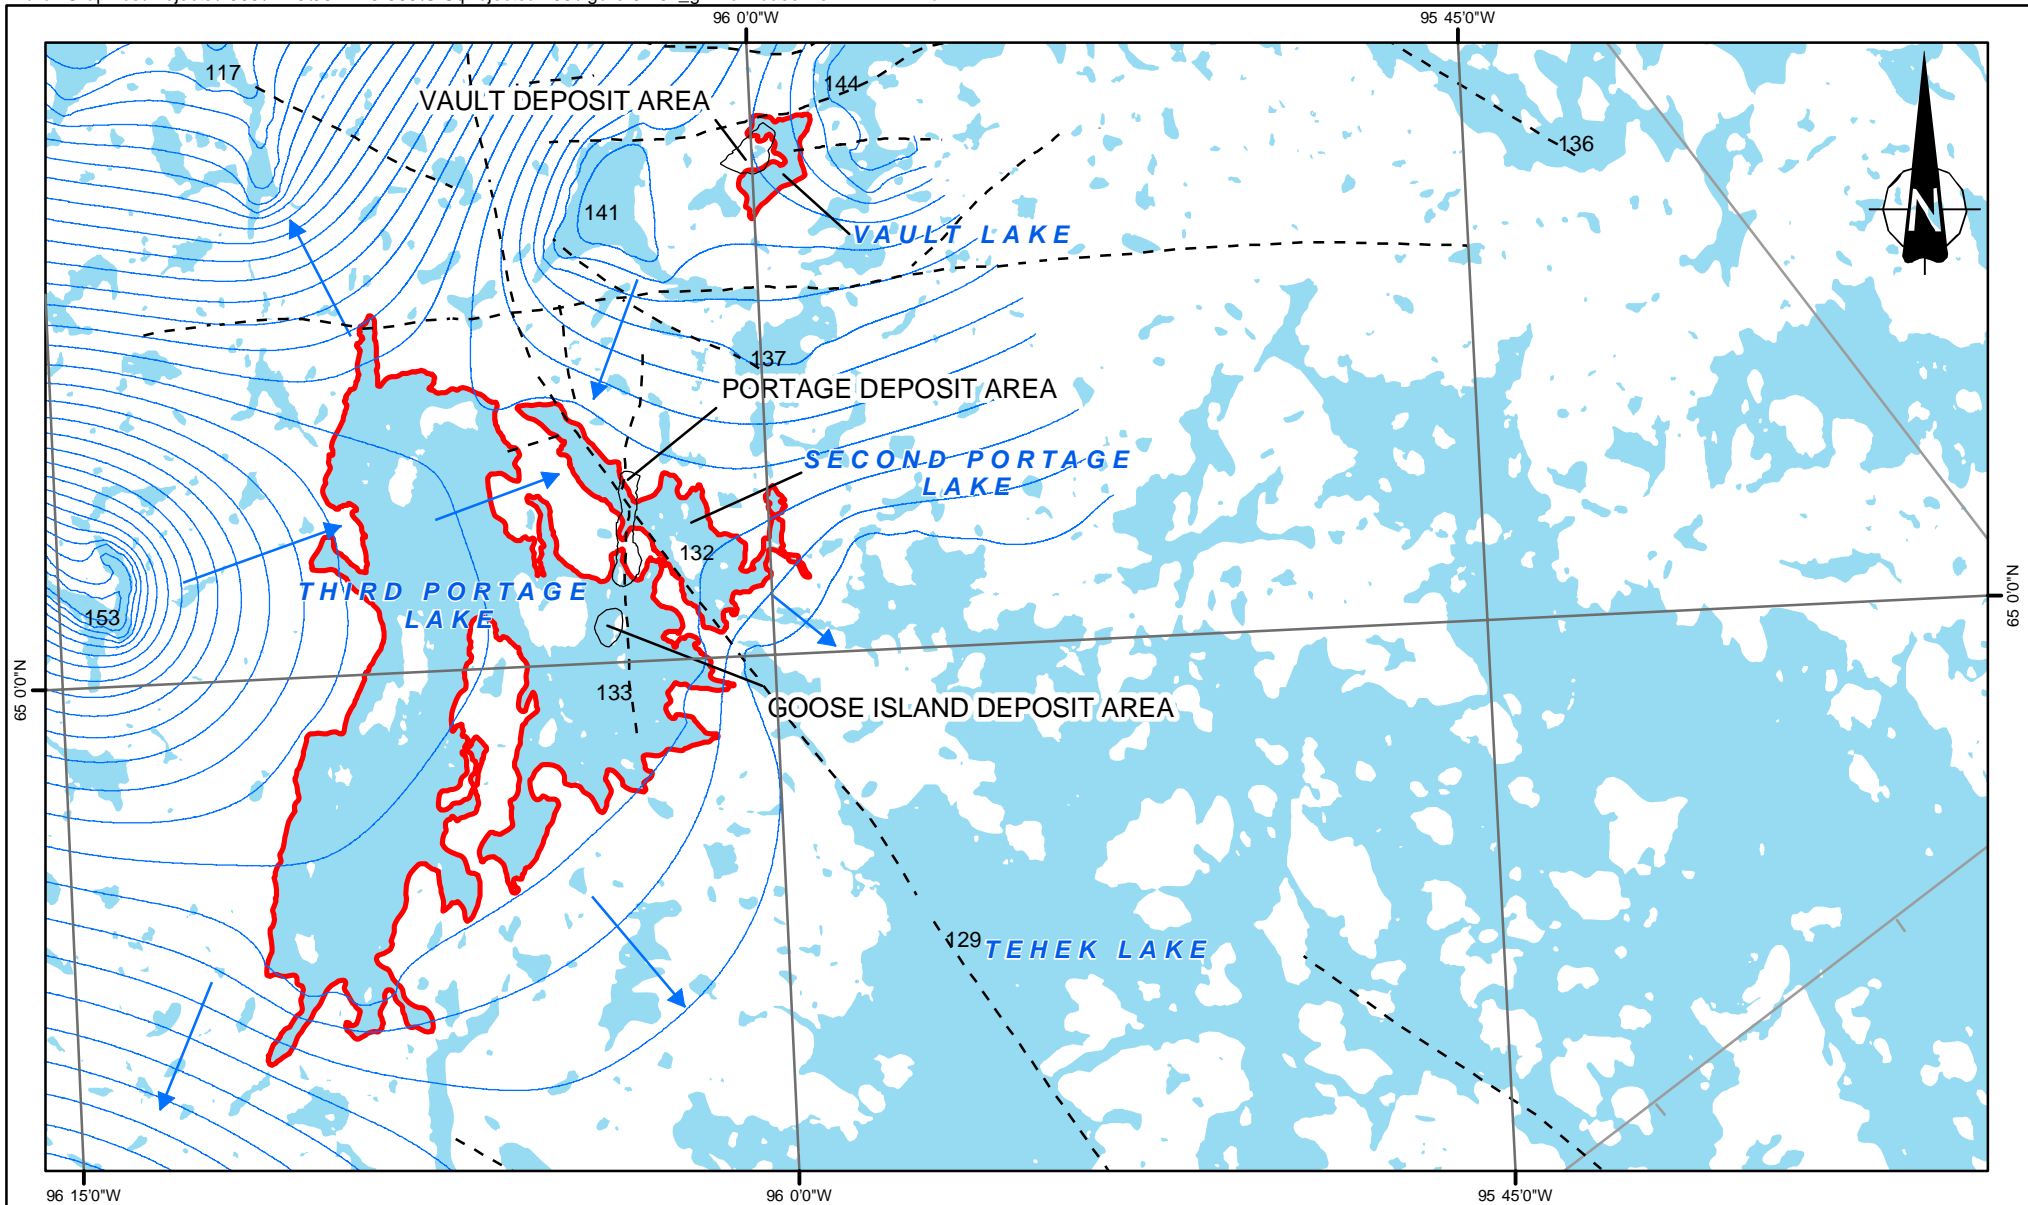 96 0'0"W
95 45'0"W
117
144
VAULT DEPOSIT AREA
136
N
141
VAULT LAKE
137
PORTAGE DEPOSIT AREA
SECOND PORTAGE
LAKE
132
THIRD PORTAGE
LAKE
153
65 0'0"N
65 0'0"N
133
GOOSE ISLAND DEPOSIT AREA
129
TEHEK LAKE
96 15'0"W
96 0'0"W
95 45'0"W